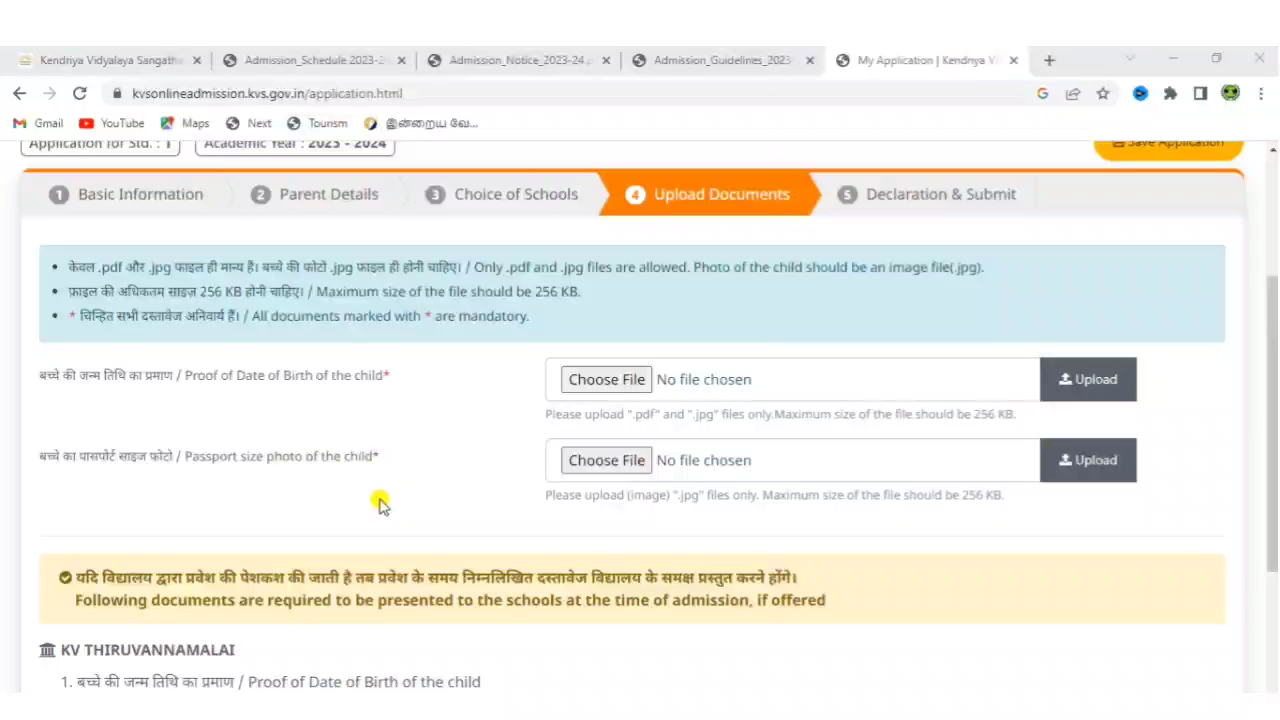 Kendriya Vidyalaya Sangath
Admission_Schedule 2023-2
Admission_Notice_2023-24
Admission_Guidelines_2023
My Application | Kendriya V
kvsonlineadmission.kvs.gov.in/application.html
Gmail YouTube Maps Next Tourism இன்றைய வே...
Application for Std. : 1 Academic Year : 2023 - 2024 Save Application
1 Basic Information 2 Parent Details 3 Choice of Schools 4 Upload Documents 5 Declaration & Submit
• केवल .pdf और .jpg फाइल ही मान्य हैं। बच्चे की फोटो .jpg फाइल ही होनी चाहिए। / Only .pdf and .jpg files are allowed. Photo of the child should be an image file(.jpg).
• फ़ाइल की अधिकतम साइज़ 256 KB होनी चाहिए। / Maximum size of the file should be 256 KB.
• * चिन्हित सभी दस्तावेज अनिवार्य हैं। / All documents marked with * are mandatory.
बच्चे की जन्म तिथि का प्रमाण / Proof of Date of Birth of the child*
Choose File No file chosen Upload
Please upload ".pdf" and ".jpg" files only.Maximum size of the file should be 256 KB.
बच्चे का पासपोर्ट साइज फोटो / Passport size photo of the child*
Choose File No file chosen Upload
Please upload (image) ".jpg" files only. Maximum size of the file should be 256 KB.
यदि विद्यालय द्वारा प्रवेश की पेशकश की जाती है तब प्रवेश के समय निम्नलिखित दस्तावेज विद्यालय के समक्ष प्रस्तुत करने होंगे।
Following documents are required to be presented to the schools at the time of admission, if offered
KV THIRUVANNAMALAI
1. बच्चे की जन्म तिथि का प्रमाण / Proof of Date of Birth of the child